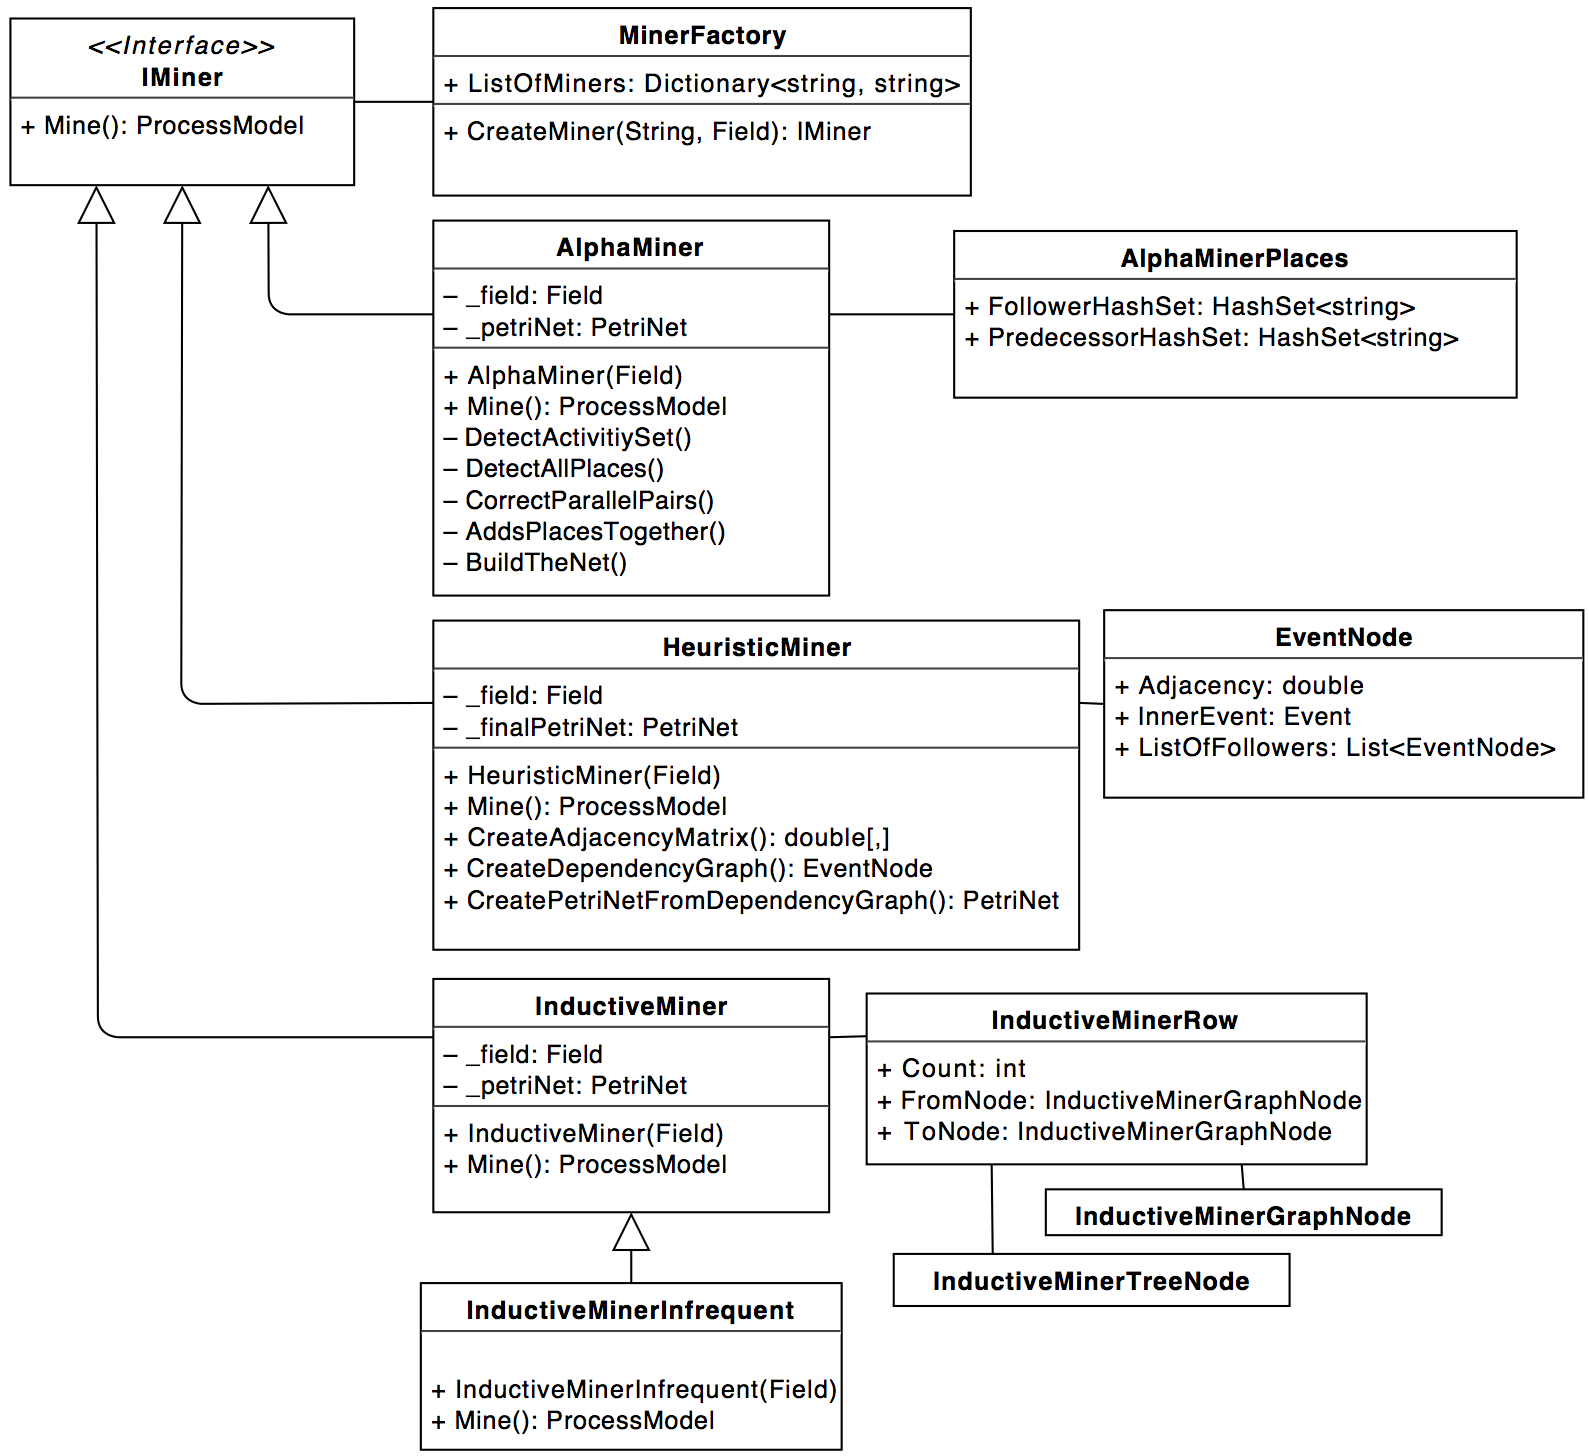 <<Interface>>
IMiner
+ Mine(): ProcessModel
MinerFactory
+ ListOfMiners: Dictionary<string, string>
+ CreateMiner(String, Field): IMiner
AlphaMiner
– _field: Field
– _petriNet: PetriNet
+ AlphaMiner(Field)
+ Mine(): ProcessModel
– DetectActivitiySet()
– DetectAllPlaces()
– CorrectParallelPairs()
– AddsPlacesTogether()
– BuildTheNet()
AlphaMinerPlaces
+ FollowerHashSet: HashSet<string>
+ PredecessorHashSet: HashSet<string>
HeuristicMiner
– _field: Field
– _finalPetriNet: PetriNet
+ HeuristicMiner(Field)
+ Mine(): ProcessModel
+ CreateAdjacencyMatrix(): double[,]
+ CreateDependencyGraph(): EventNode
+ CreatePetriNetFromDependencyGraph(): PetriNet
EventNode
+ Adjacency: double
+ InnerEvent: Event
+ ListOfFollowers: List<EventNode>
InductiveMiner
– _field: Field
– _petriNet: PetriNet
+ InductiveMiner(Field)
+ Mine(): ProcessModel
InductiveMinerRow
+ Count: int
+ FromNode: InductiveMinerGraphNode
+ ToNode: InductiveMinerGraphNode
InductiveMinerGraphNode
InductiveMinerTreeNode
InductiveMinerInfrequent
+ InductiveMinerInfrequent(Field)
+ Mine(): ProcessModel